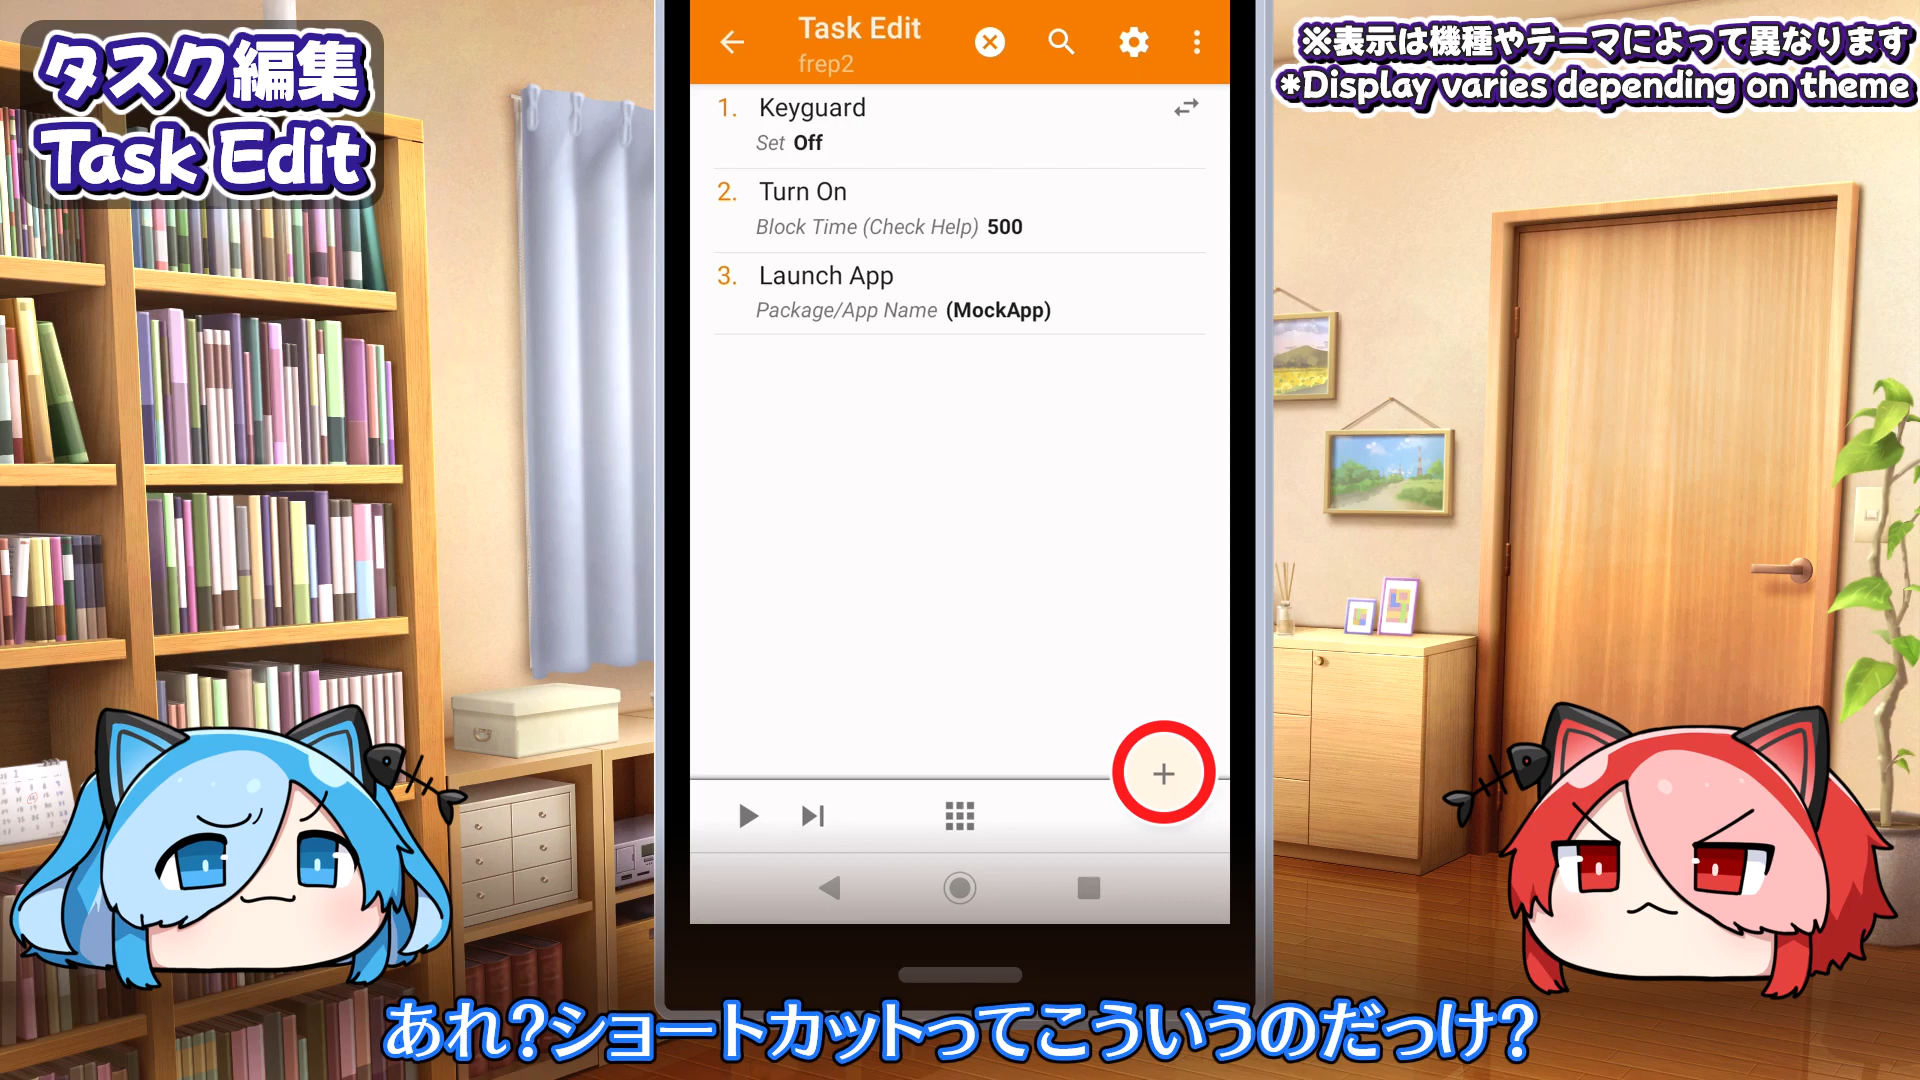 タスク編集
Task Edit
※表示は機種やテーマによって異なります
*Display varies depending on theme
Task Edit
frep2
1. Keyguard
Set Off
2. Turn On
Block Time (Check Help) 500
3. Launch App
Package/App Name (MockApp)
あれ?ショートカットってこういうのだっけ?